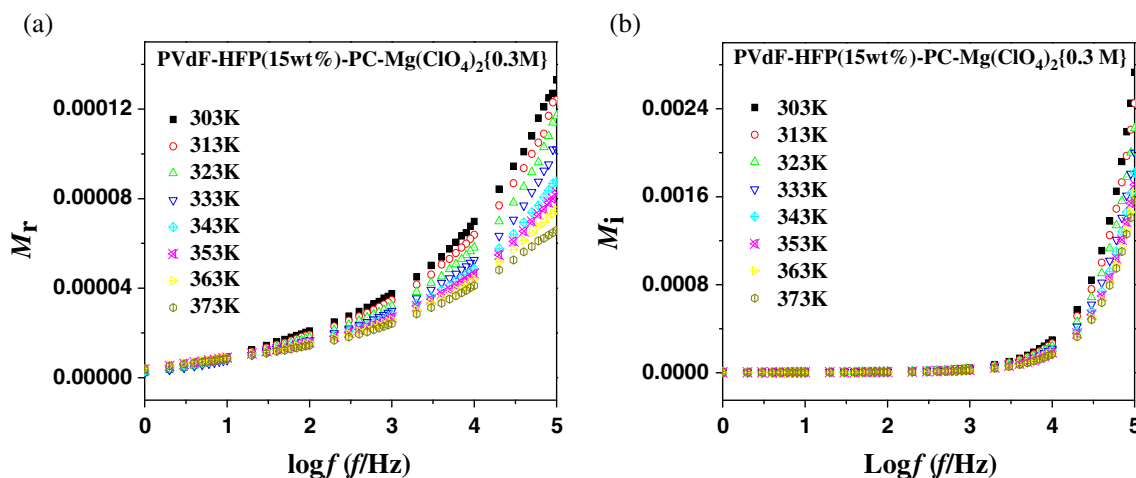 (a)
PVdF-HFP(15wt%)-PC-Mg(ClO4)2{0.3M}
303K
313K
323K
333K
343K
353K
363K
373K
0.00012
0.00008
0.00004
0.00000
Mr
0 1 2 3 4 5
logf (f/Hz)
(b)
PVdF-HFP(15wt%)-PC-Mg(ClO4)2{0.3 M}
303K
313K
323K
333K
343K
353K
363K
373K
0.0024
0.0016
0.0008
0.0000
Mi
0 1 2 3 4 5
Logf (f/Hz)